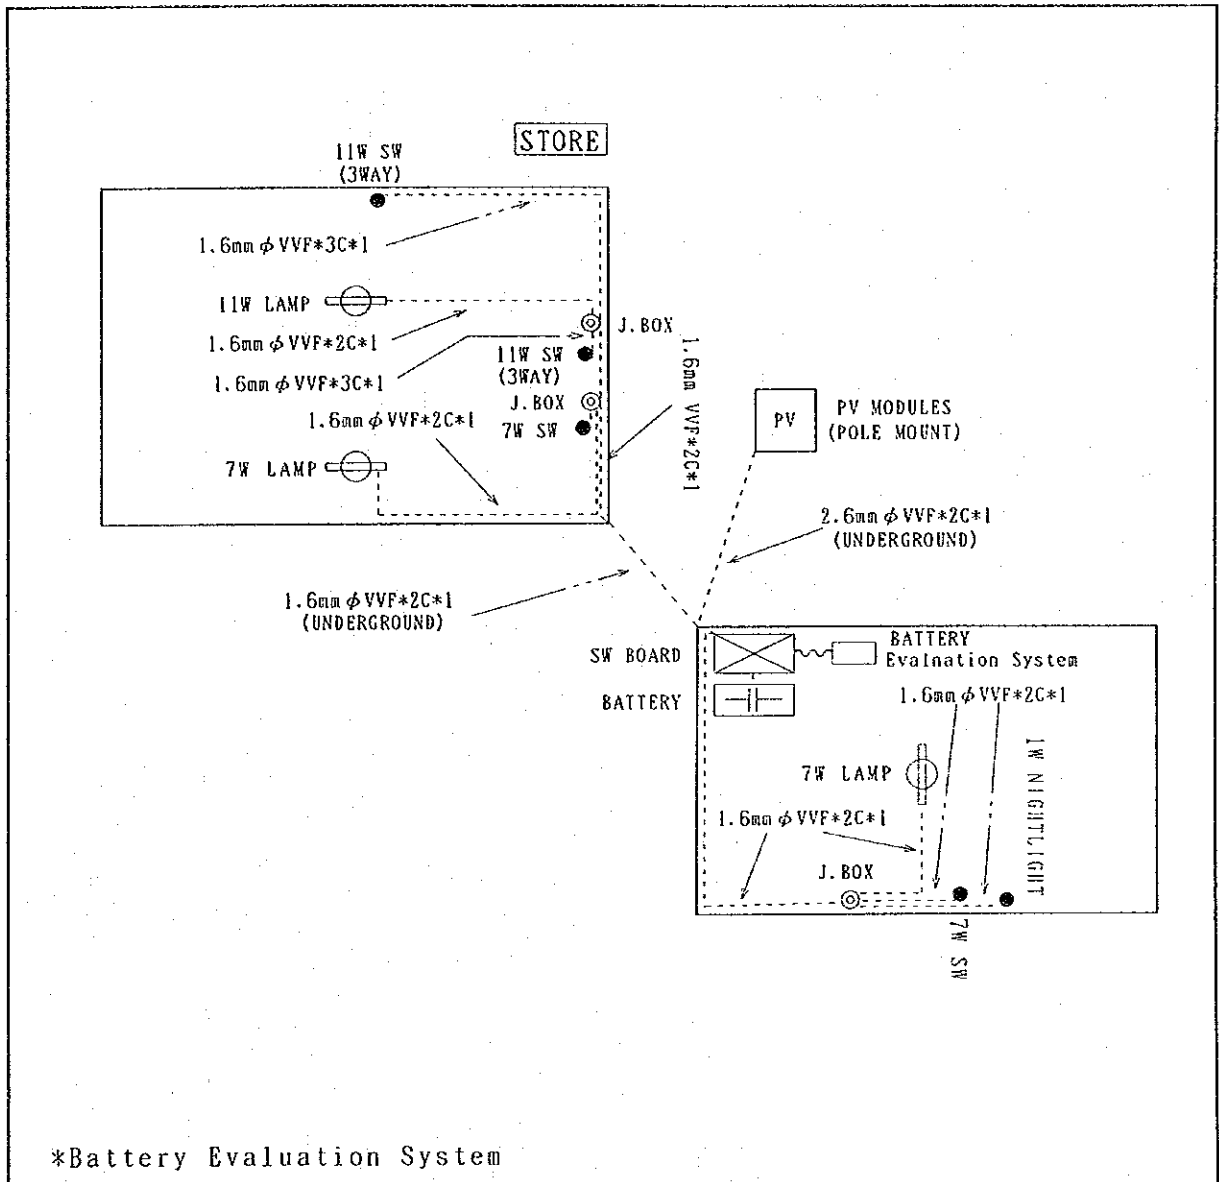 STORE
11W SW
(3WAY)
1.6mm φ VVF*3C*1
11W LAMP
J.BOX
1.6mm φ VVF*2C*1
11W SW
(3WAY)
1.6mm φ VVF*3C*1
J.BOX
1.6mm φ VVF*2C*1
7W SW
1.6mm VVF*2C*1
7W LAMP
PV
PV MODULES
(POLE MOUNT)
2.6mm φ VVF*2C*1
(UNDERGROUND)
1.6mm φ VVF*2C*1
(UNDERGROUND)
SW BOARD
BATTERY
Evalnation System
BATTERY
1.6mm φ VVF*2C*1
7W LAMP
1W NIGHTLIGHT
1.6mm φ VVF*2C*1
J.BOX
7W SW
*Battery Evaluation System